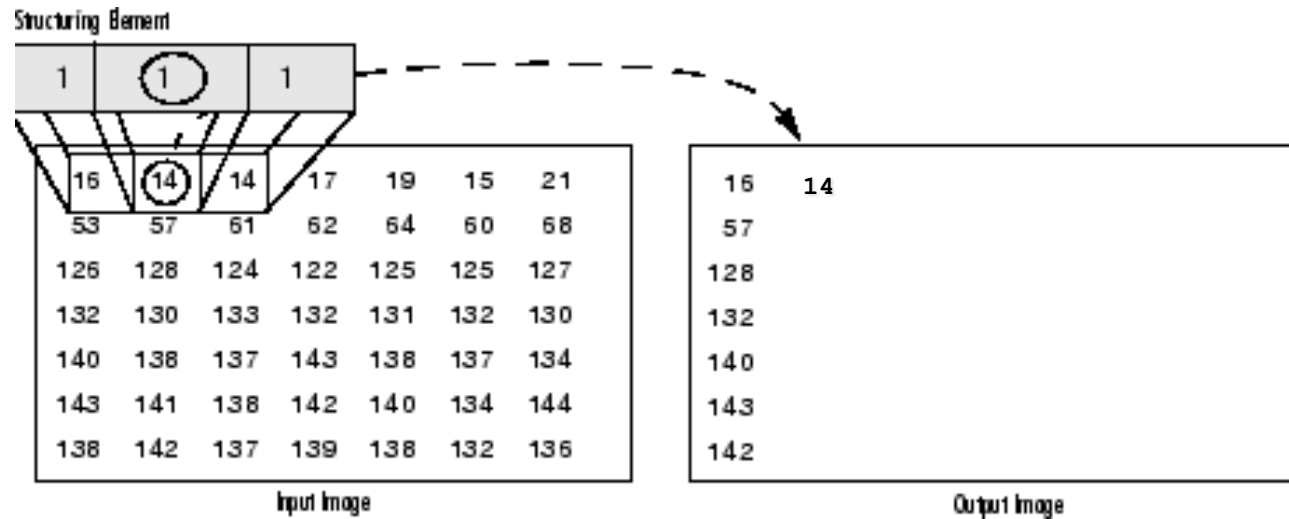 Structuring Element
1 1 1
16 14 14 17 19 15 21
53 57 61 62 64 60 68
126 128 124 122 125 125 127
132 130 133 132 131 132 130
140 138 137 143 138 137 134
143 141 138 142 140 134 144
138 142 137 139 138 132 136
Input Image
16 14
57
128
132
140
143
142
Output Image